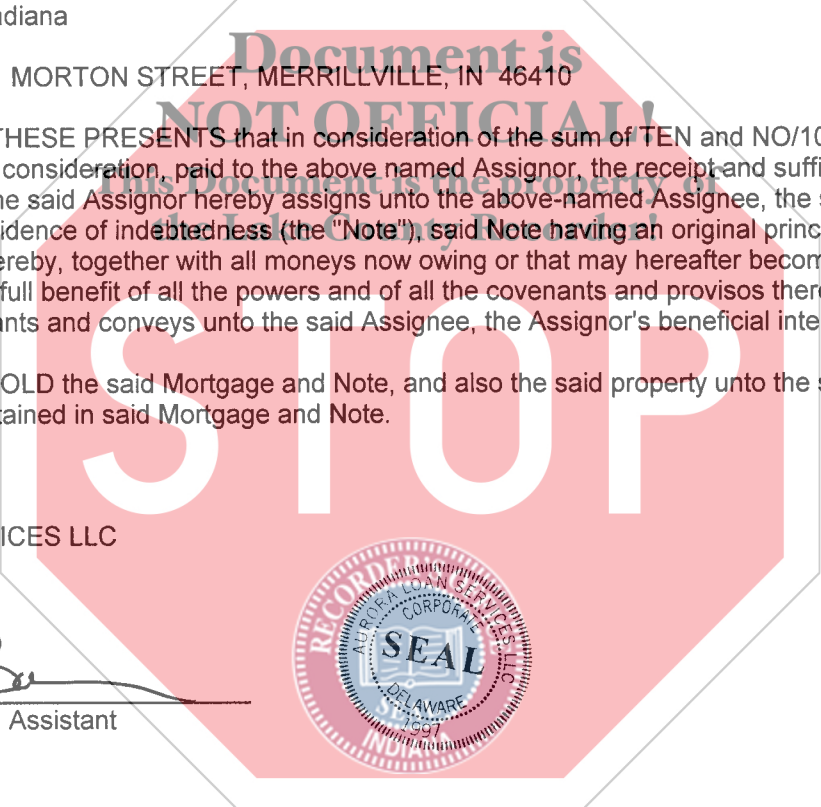 ndiana
Document is
MORTON STREET, MERRILLVILLE, IN 46410
NOT OFFICIAL!
THESE PRESENTS that in consideration of the sum of TEN and NO/10
consideration, paid to the above named Assignor, the receipt and suffi
This Document is the property of
he said Assignor hereby assigns unto the above-named Assignee, the s
the Lake County Recorder!
idence of indebtedness (the "Note"), said Note having an original princ
ereby, together with all moneys now owing or that may hereafter becom
full benefit of all the powers and of all the covenants and provisos there
ants and conveys unto the said Assignee, the Assignor's beneficial inte
OLD the said Mortgage and Note, and also the said property unto the s
tained in said Mortgage and Note.
STOP
ICES LLC
RECORDER'S
AURORA LOAN SERVICES LLC
CORPORATE
SEAL
DELAWARE
1997
SEAL
INDIANA
Assistant